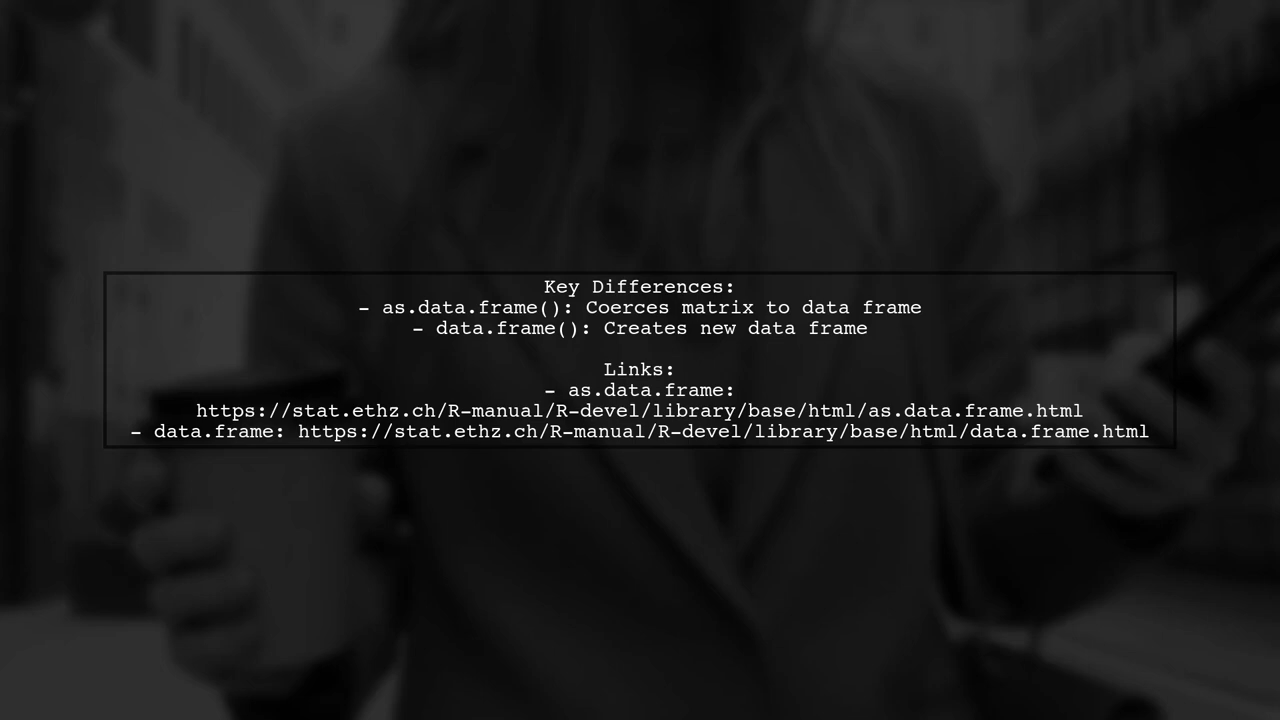 Key Differences:
- as.data.frame(): Coerces matrix to data frame
- data.frame(): Creates new data frame
Links:
- as.data.frame:
https://stat.ethz.ch/R-manual/R-devel/library/base/html/as.data.frame.html
- data.frame: https://stat.ethz.ch/R-manual/R-devel/library/base/html/data.frame.html